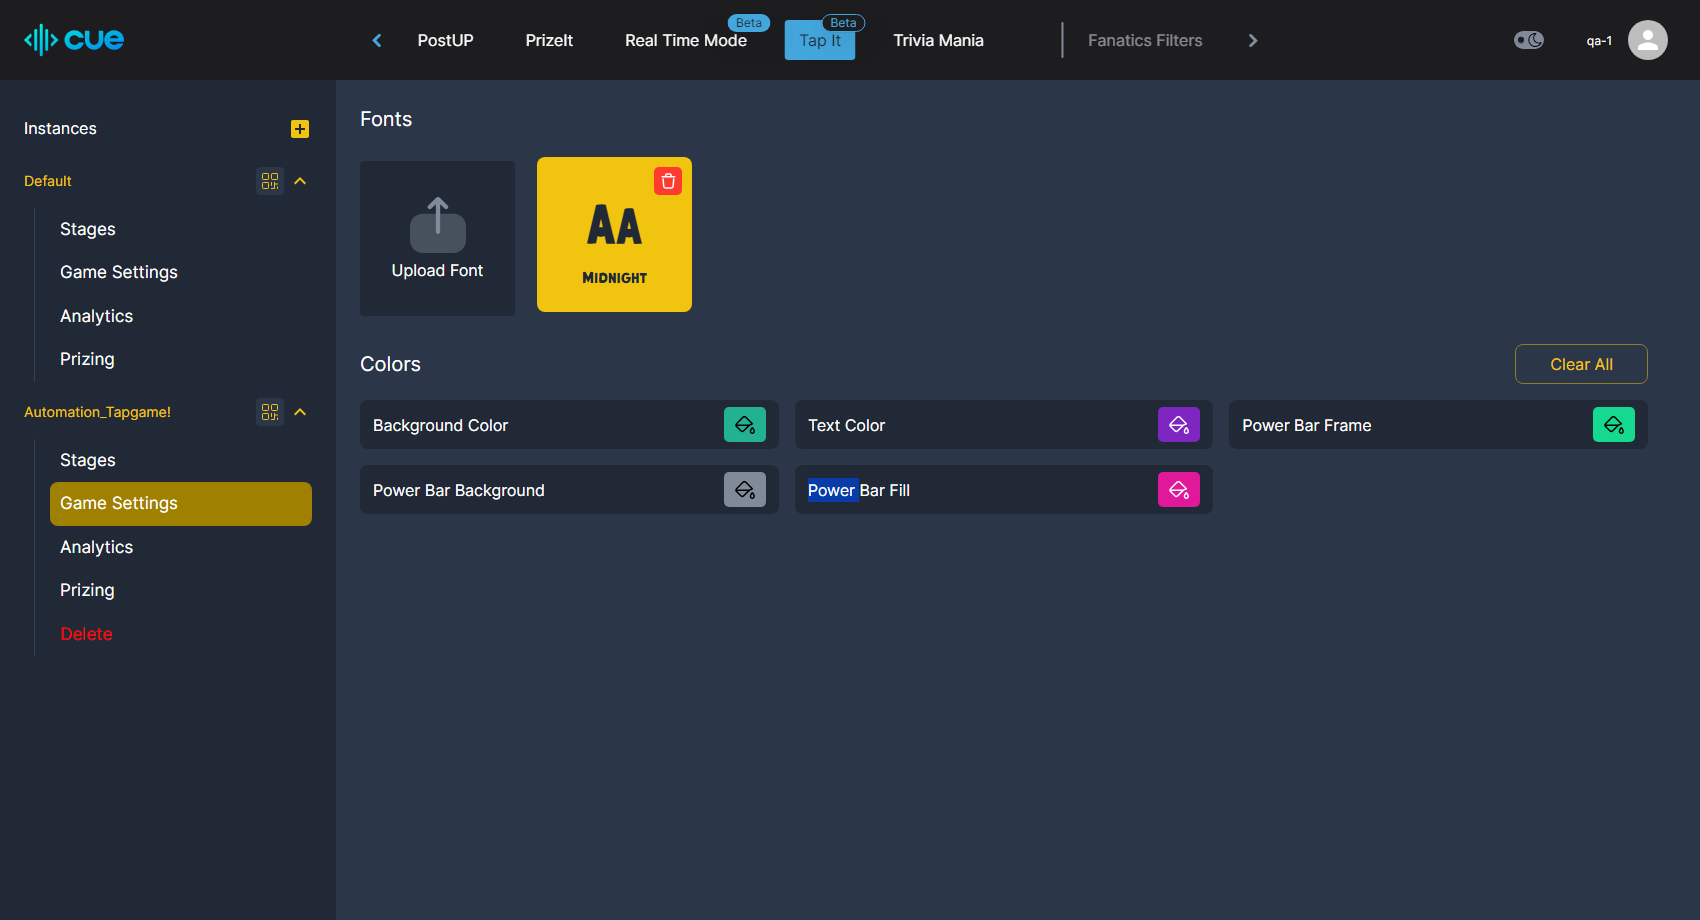 cue
PostUP
PrizeIt
Real Time Mode
Beta
Tap It
Beta
Trivia Mania
Fanatics Filters
qa-1
Instances
Default
Stages
Game Settings
Analytics
Prizing
Automation_Tapgame!
Stages
Game Settings
Analytics
Prizing
Delete
Fonts
Upload Font
AA
MIDNIGHT
Colors
Clear All
Background Color
Text Color
Power Bar Frame
Power Bar Background
Power Bar Fill